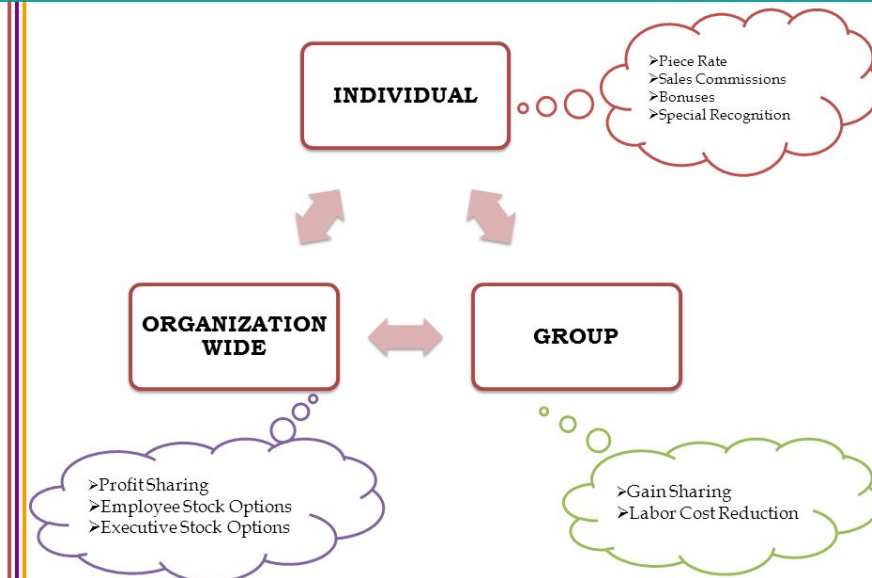 INDIVIDUAL
➢Piece Rate
➢Sales Commissions
➢Bonuses
➢Special Recognition
ORGANIZATION
WIDE
GROUP
➢Profit Sharing
➢Employee Stock Options
➢Executive Stock Options
➢Gain Sharing
➢Labor Cost Reduction